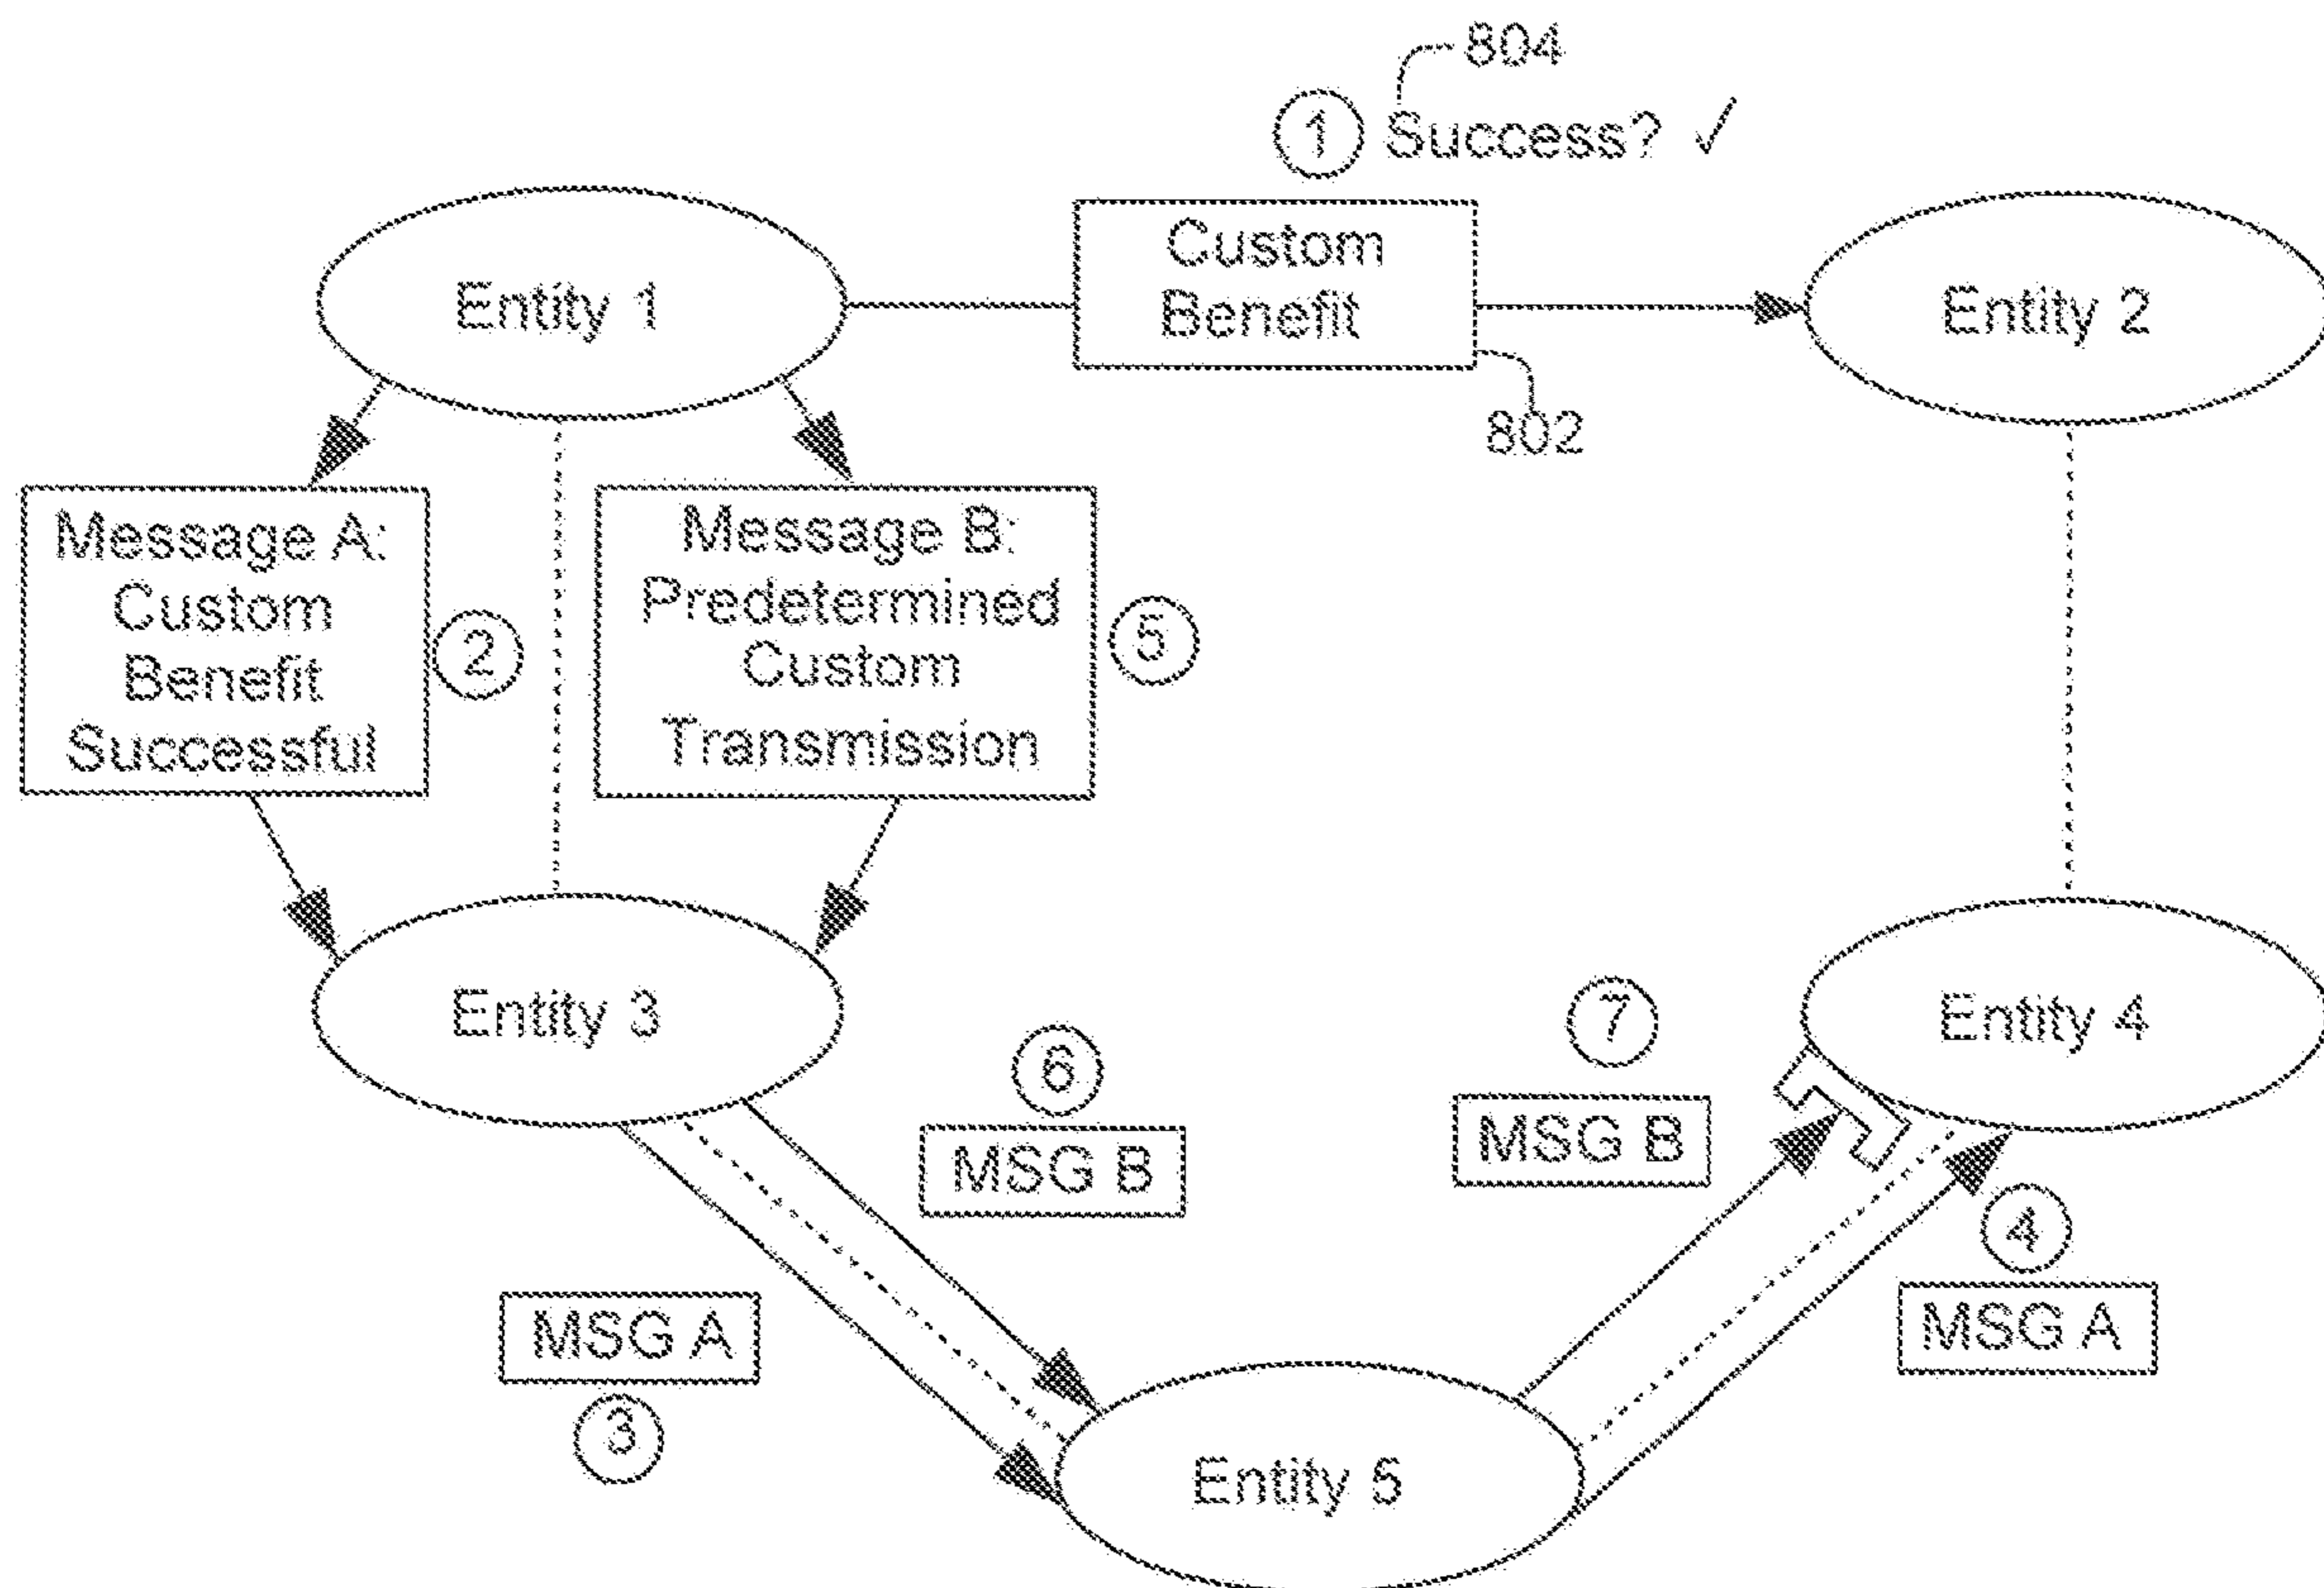 804
1 Success? ✓
Entity 1
Custom
Benefit
Entity 2
802
Message A:
Custom
Benefit
Successful
2
Message B:
Predetermined
Custom
Transmission
5
Entity 3
Entity 4
6
MSG B
7
MSG B
4
MSG A
MSG A
3
Entity 5